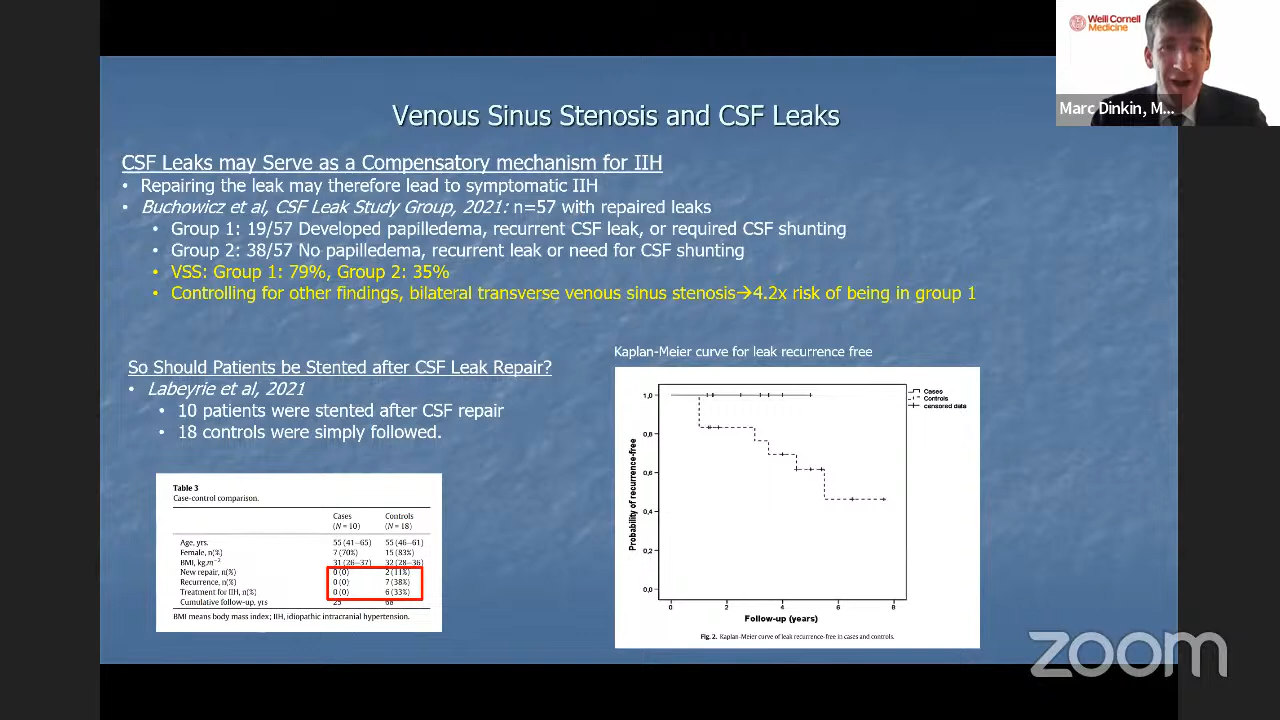 Weill Cornell
Medicine
Marc Dinkin, M...
Venous Sinus Stenosis and CSF Leaks
CSF Leaks may Serve as a Compensatory mechanism for IIH
• Repairing the leak may therefore lead to symptomatic IIH
• Buchowicz et al, CSF Leak Study Group, 2021: n=57 with repaired leaks
• Group 1: 19/57 Developed papilledema, recurrent CSF leak, or required CSF shunting
• Group 2: 38/57 No papilledema, recurrent leak or need for CSF shunting
• VSS: Group 1: 79%, Group 2: 35%
• Controlling for other findings, bilateral transverse venous sinus stenosis→4.2x risk of being in group 1
So Should Patients be Stented after CSF Leak Repair?
• Labeyrie et al, 2021
• 10 patients were stented after CSF repair
• 18 controls were simply followed.
Table 3
Case-control comparison.
Cases Controls
(N = 10) (N = 18)
Age, yrs. 55 (41–65) 55 (46–61)
Female, n(%) 7 (70%) 15 (83%)
BMI, kg.m−2 31 (26–37) 32 (28–36)
New repair, n(%) 0 (0) 2 (11%)
Recurrence, n(%) 0 (0) 7 (38%)
Treatment for IIH, n(%) 0 (0) 6 (33%)
Cumulative follow-up, yrs 25 68
BMI means body mass index; IIH, idiopathic intracranial hypertension.
Kaplan-Meier curve for leak recurrence free
Cases
Controls
censored data
1,0
0,8
0,6
0,4
0,2
0,0
Probability of recurrence-free
0 2 4 6 8
Follow-up (years)
Fig. 2. Kaplan-Meier curve of leak recurrence-free in cases and controls.
zoom